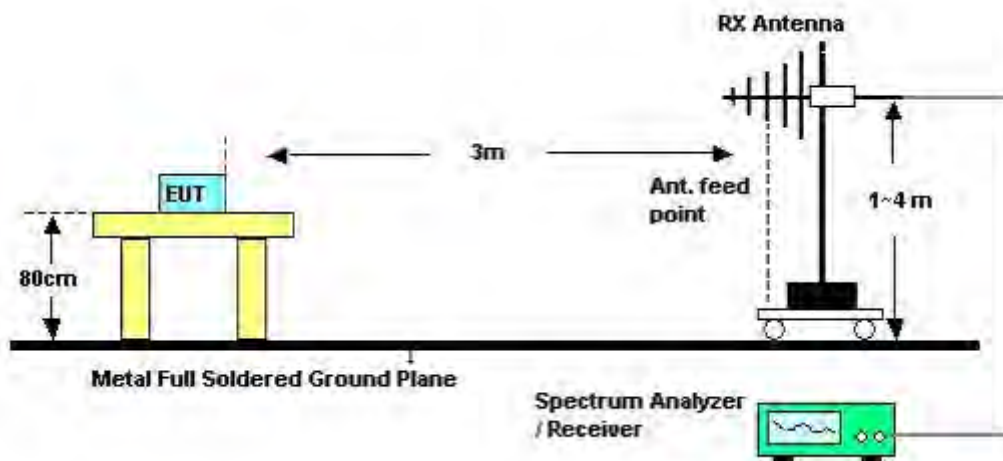 RX Antenna
3m
EUT
Ant. feed
point
1~4 m
80cm
Metal Full Soldered Ground Plane
Spectrum Analyzer
/ Receiver